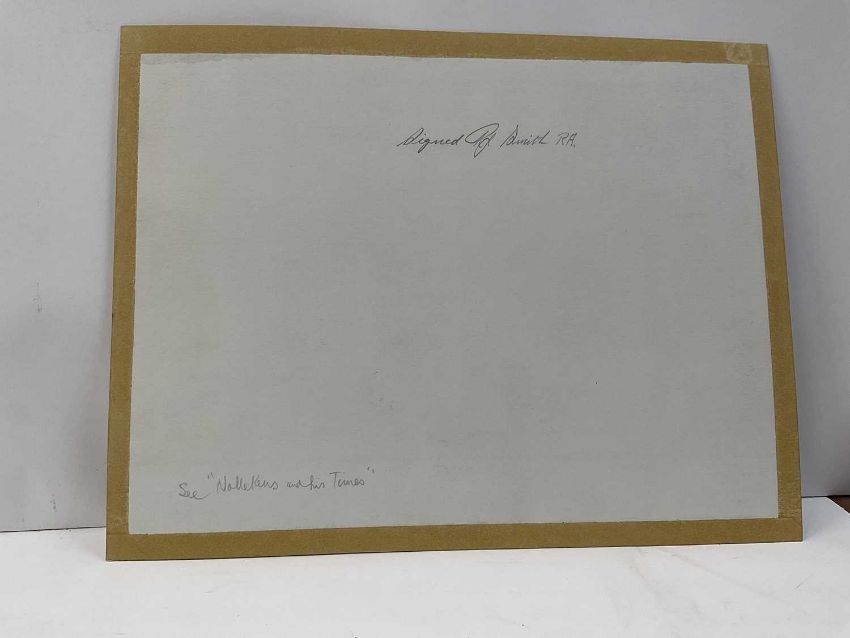 Signed Smith RA.
See "Nollekens and his Times"